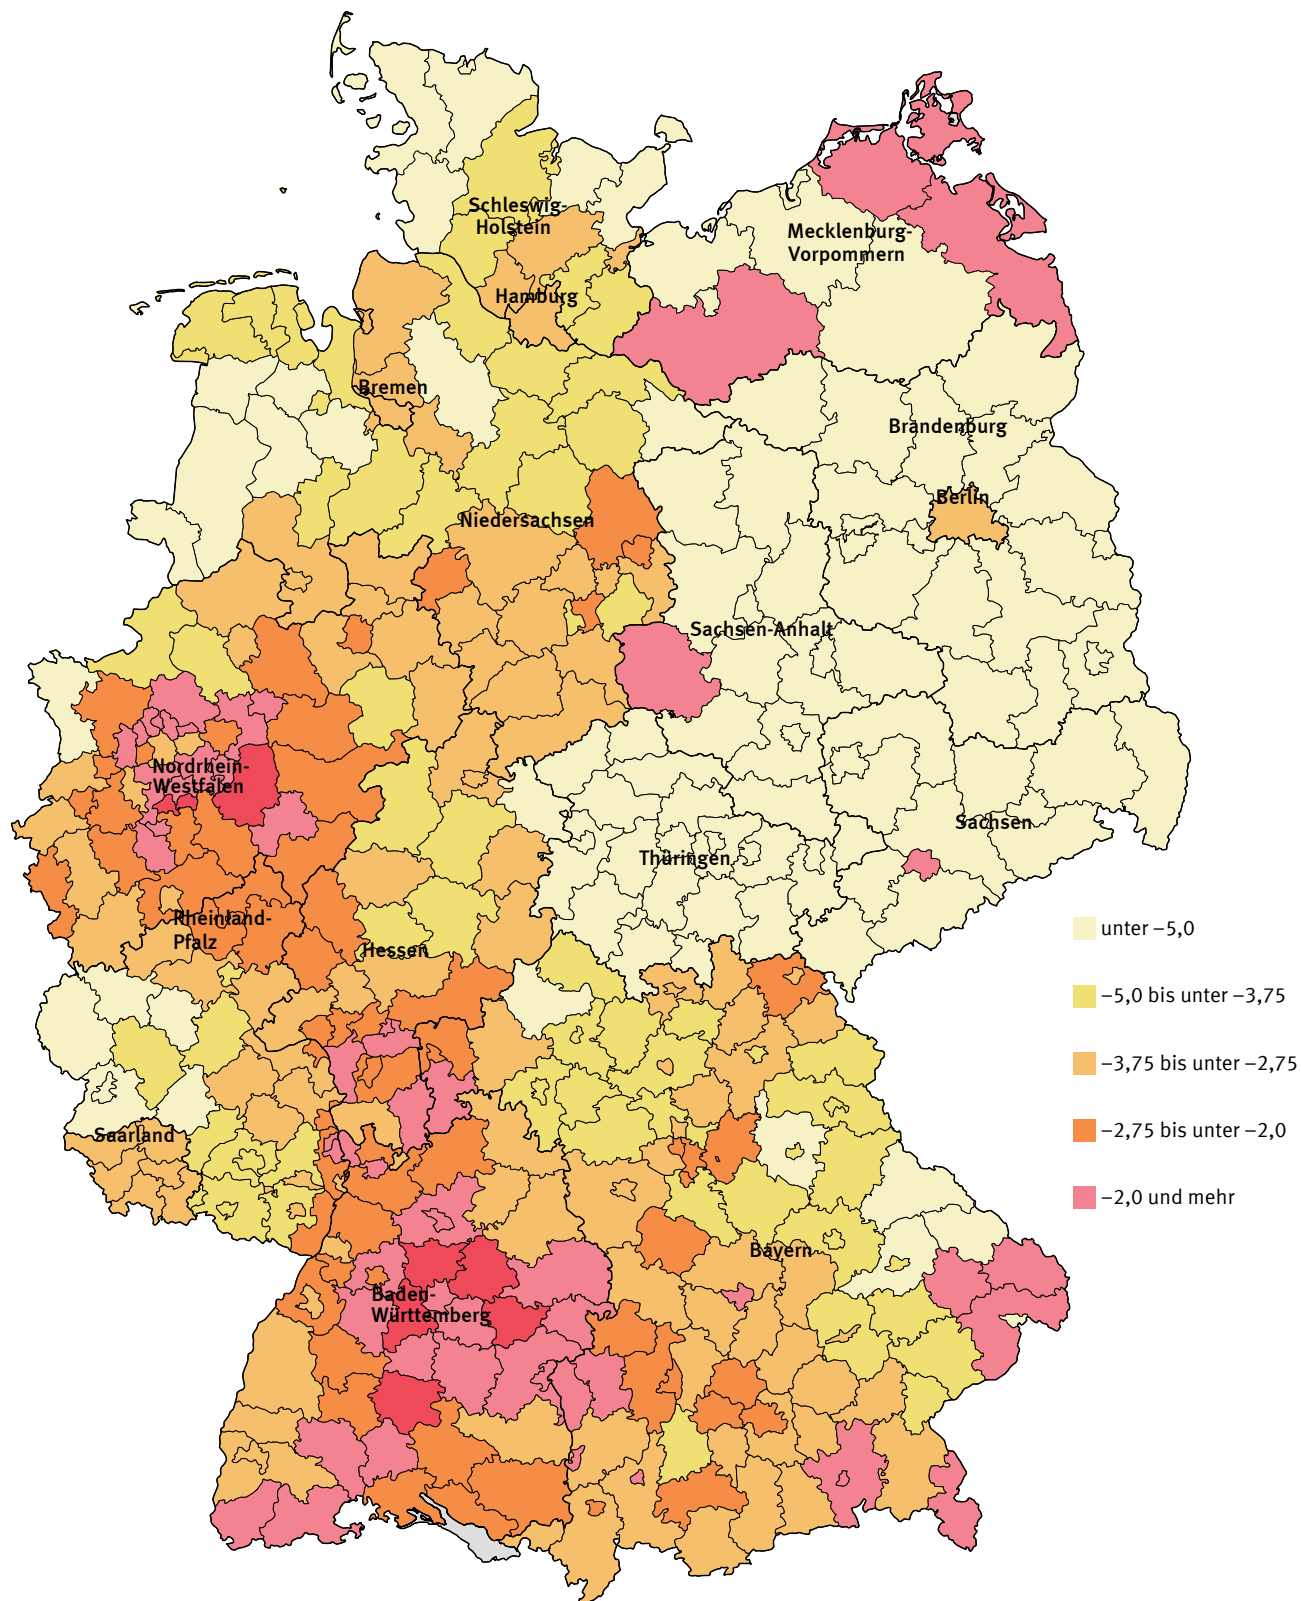 Schleswig-
Holstein
Mecklenburg-
Vorpommern
Hamburg
Bremen
Brandenburg
Berlin
Niedersachsen
Sachsen-Anhalt
Nordrhein-
Westfalen
Sachsen
Thüringen
Rheinland-
Pfalz
Hessen
Saarland
Bayern
Baden-
Württemberg
unter –5,0
–5,0 bis unter –3,75
–3,75 bis unter –2,75
–2,75 bis unter –2,0
–2,0 und mehr